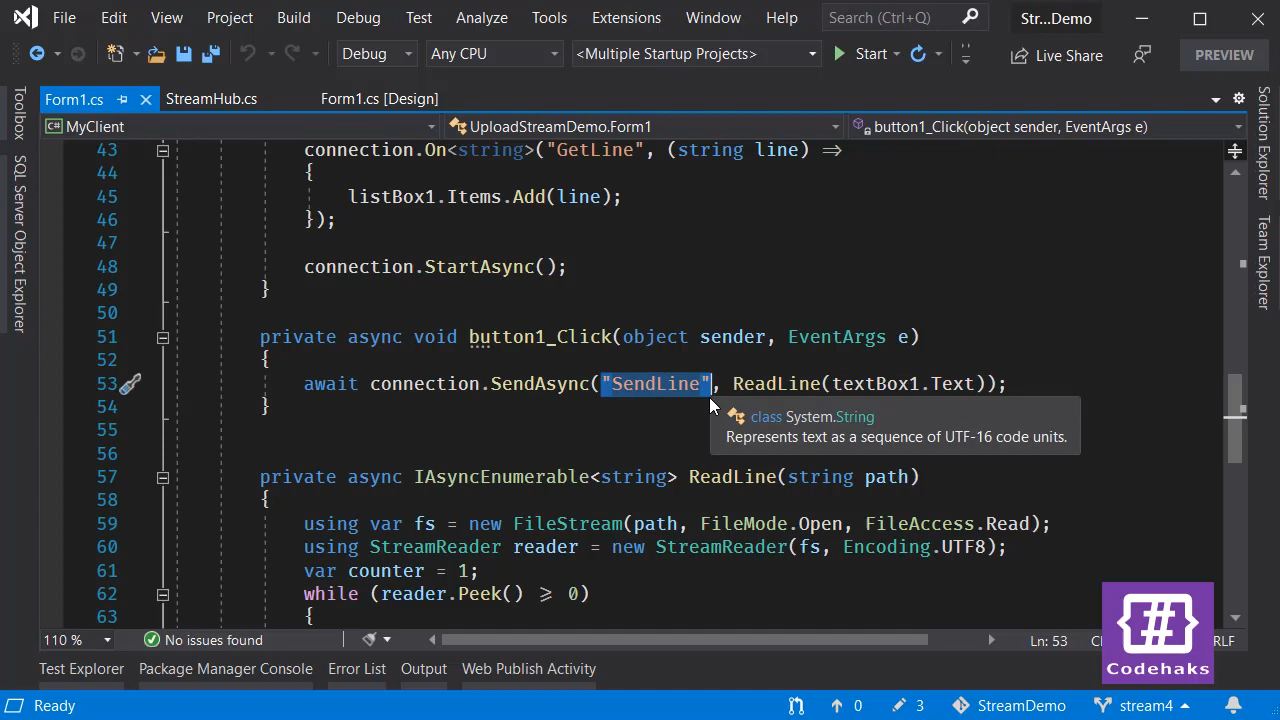 File Edit View Project Build Debug Test Analyze Tools Extensions Window Help Search (Ctrl+Q) Str...Demo
Debug Any CPU <Multiple Startup Projects> Start Live Share PREVIEW
Form1.cs StreamHub.cs Form1.cs [Design]
MyClient UploadStreamDemo.Form1 button1_Click(object sender, EventArgs e)
Toolbox
SQL Server Object Explorer
Solution Explorer
Team Explorer
43 connection.On<string>("GetLine", (string line) =>
44 {
45 listBox1.Items.Add(line);
46 });
47
48 connection.StartAsync();
49 }
50
51 private async void button1_Click(object sender, EventArgs e)
52 {
53 await connection.SendAsync("SendLine", ReadLine(textBox1.Text));
54 }
class System.String
Represents text as a sequence of UTF-16 code units.
55
56
57 private async IAsyncEnumerable<string> ReadLine(string path)
58 {
59 using var fs = new FileStream(path, FileMode.Open, FileAccess.Read);
60 using StreamReader reader = new StreamReader(fs, Encoding.UTF8);
61 var counter = 1;
62 while (reader.Peek() >= 0)
63 {
110 % No issues found Ln: 53 RLF
Codehaks
Test Explorer Package Manager Console Error List Output Web Publish Activity
Ready 0 3 StreamDemo stream4